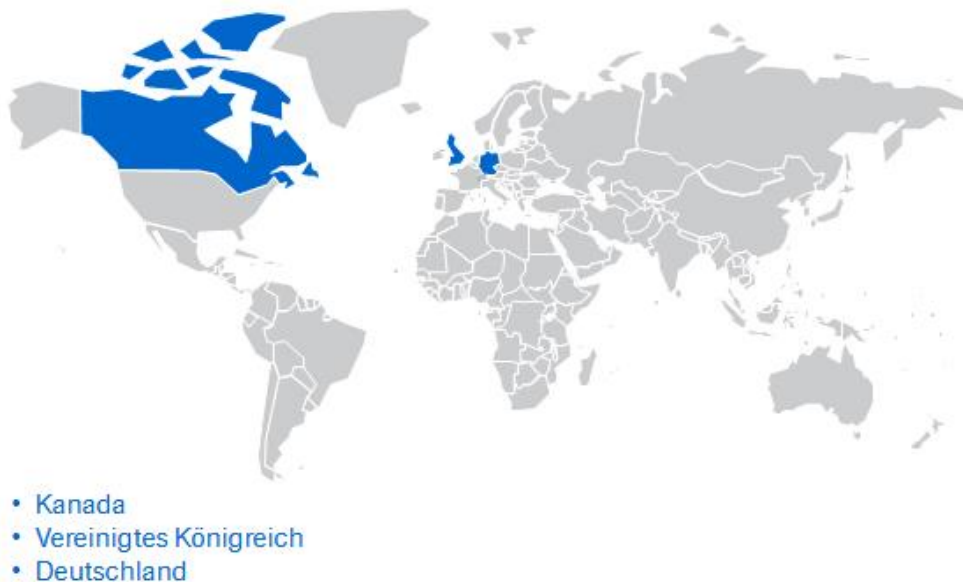 • Kanada
• Vereinigtes Königreich
• Deutschland